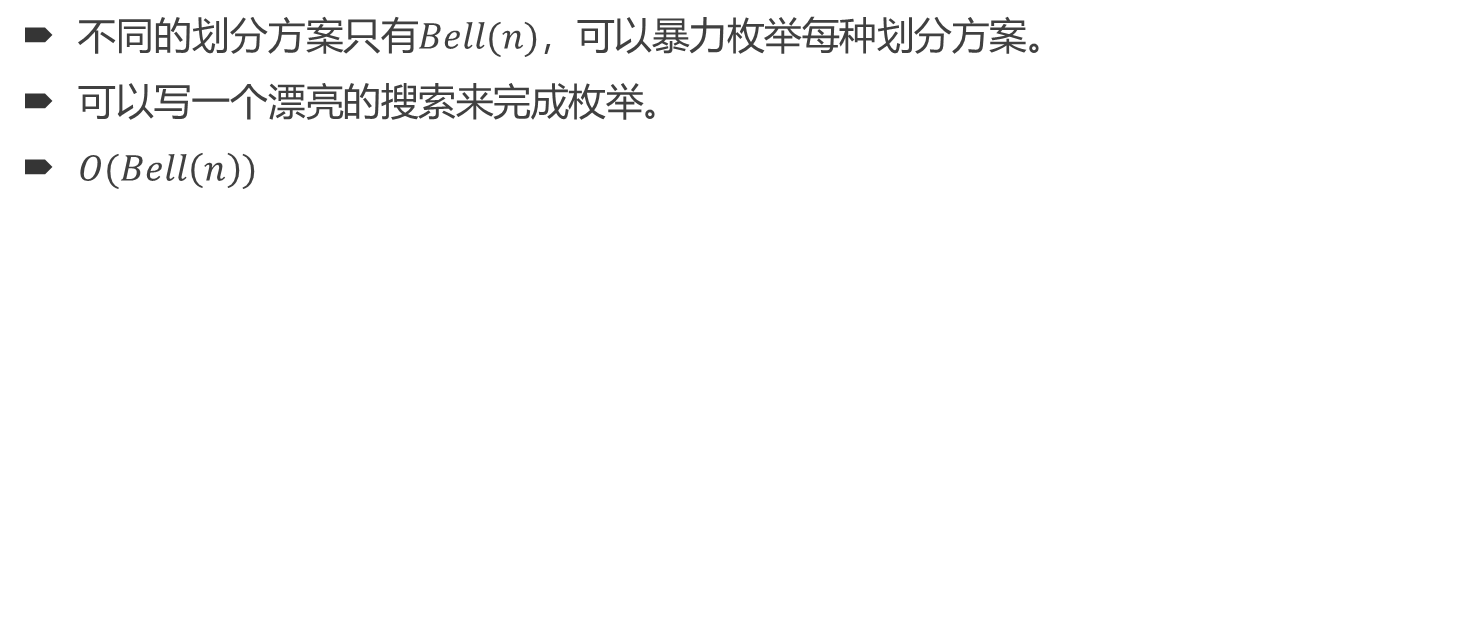 不同的划分方案只有Bell(n)，可以暴力枚举每种划分方案。
可以写一个漂亮的搜索来完成枚举。
O(Bell(n))